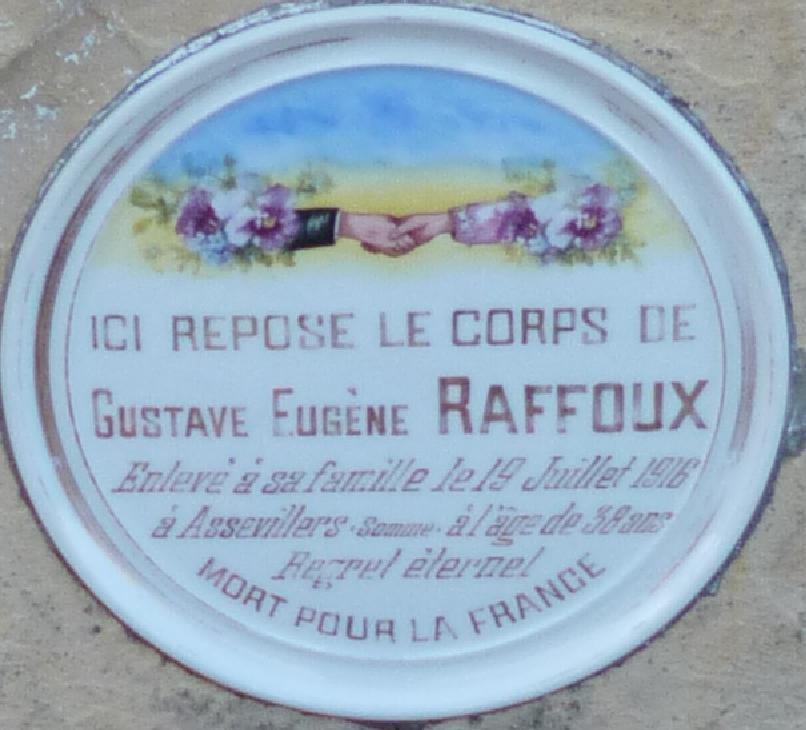 ICI REPOSE LE CORPS DE
GUSTAVE EUGÈNE RAFFOUX
Enlevé à sa famille le 19 Juillet 1916
à Assevillers - Somme - à l'âge de 38 ans
Regret éternel
MORT POUR LA FRANCE